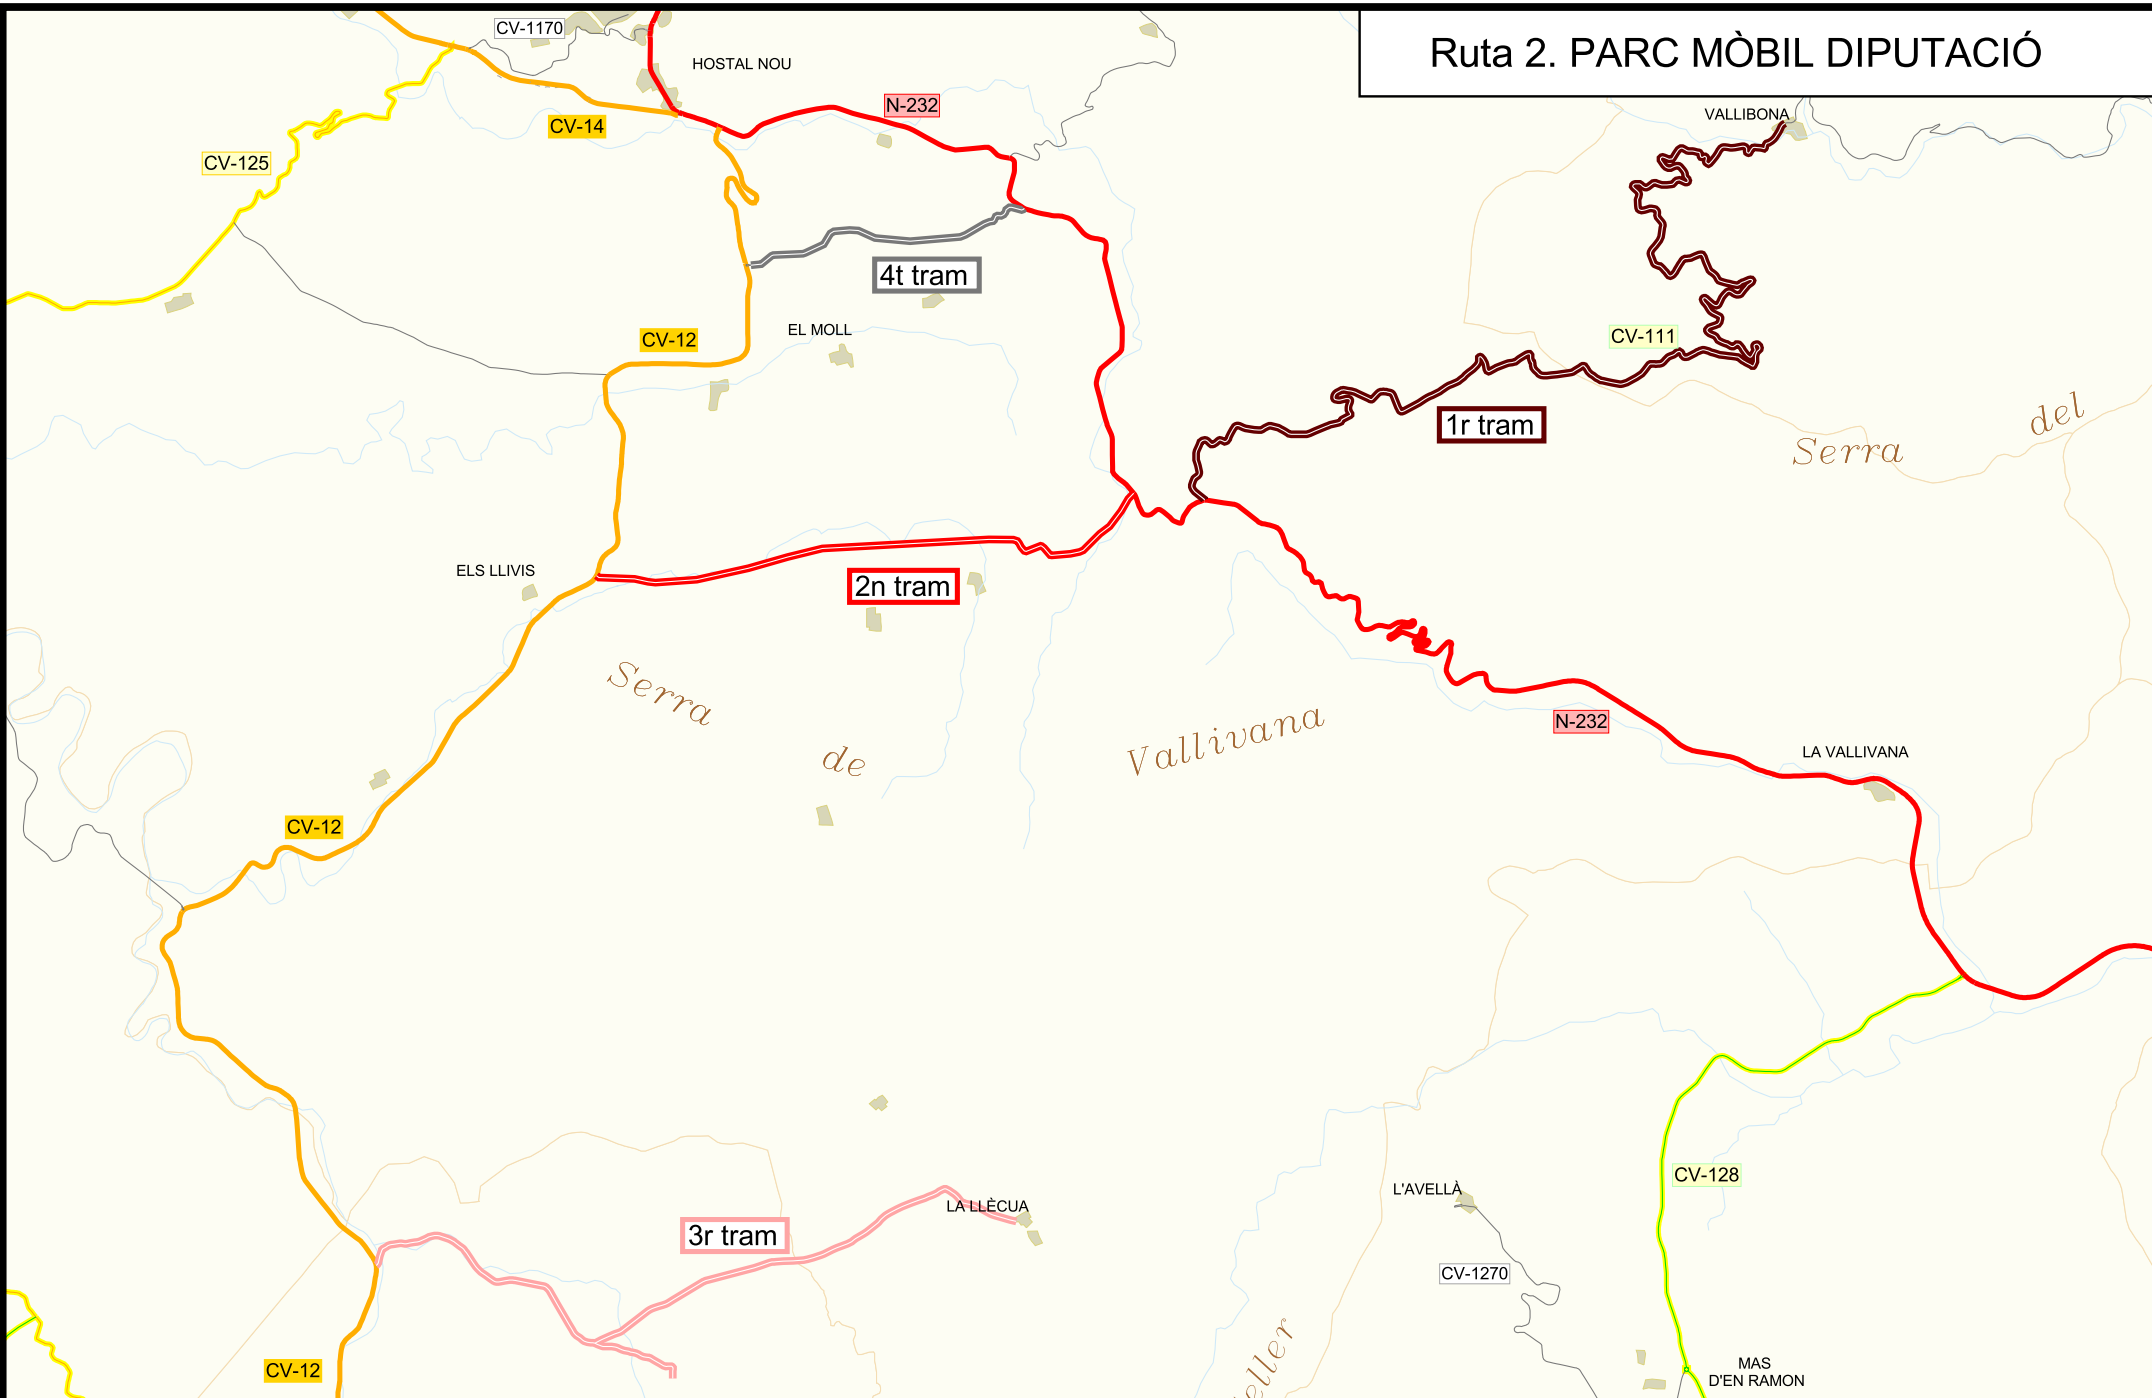 Ruta 2. PARC MÒBIL DIPUTACIÓ
CV-1170
HOSTAL NOU
N-232
VALLIBONA
CV-14
CV-125
4t tram
EL MOLL
CV-12
CV-111
1r tram
Serra
del
ELS LLIVIS
2n tram
Serra
de
Vallivana
N-232
LA VALLIVANA
CV-12
LA LLÈCUA
L'AVELLÀ
CV-128
3r tram
CV-1270
CV-12
eller
MAS
D'EN RAMON